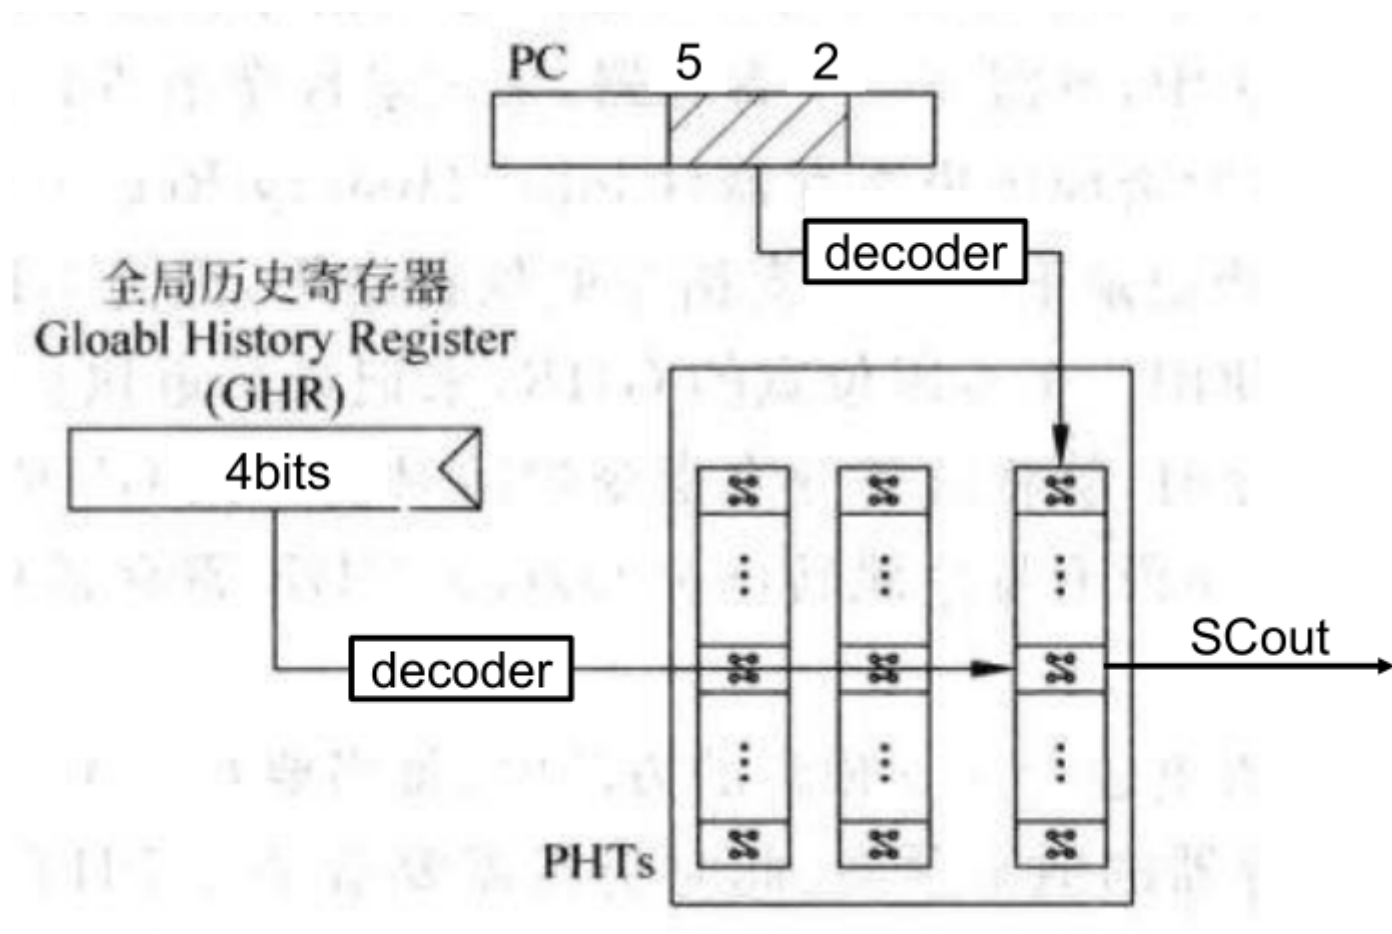 PC 5 2
decoder
全局历史寄存器
Gloabl History Register
(GHR)
4bits
decoder
SCout
PHTs